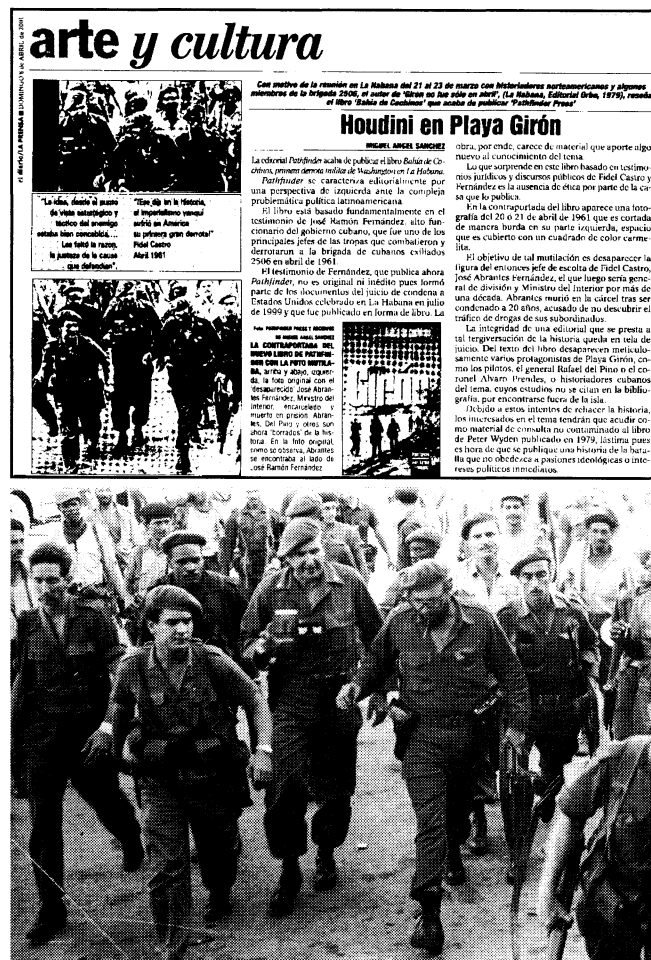 el diario/LA PRENSA ■ DOMINGO 8 de ABRIL de 2001
arte y cultura
Con motivo de la reunión en La Habana del 21 al 23 de marzo con historiadores norteamericanos y algunos
miembros de la brigada 2506, el autor de 'Girón no fue sólo en abril', (La Habana, Editorial Orbe, 1979), reseña
el libro 'Bahía de Cochinos' que acaba de publicar 'Pathfinder Press'
Houdini en Playa Girón
MIGUEL ANGEL SANCHEZ
La editorial Pathfinder acaba de publicar el libro Bahía de Co-
chinos, primera derrota militar de Washington en La Habana.
Pathfinder se caracteriza editorialmente por
una perspectiva de izquierda ante la compleja
problemática política latinoamericana.
El libro está basado fundamentalmente en el
testimonio de José Ramón Fernández, alto fun-
cionario del gobierno cubano, que fue uno de los
principales jefes de las tropas que combatieron y
derrotaron a la brigada de cubanos exiliados
2506 en abril de 1961.
El testimonio de Fernández, que publica ahora
Pathfinder, no es original ni inédito pues formó
parte de los documentos del juicio de condena a
Estados Unidos celebrado en La Habana en julio
de 1999 y que fue publicado en forma de libro. La
obra, por ende, carece de material que aporte algo
nuevo al conocimiento del tema.
Lo que sorprende en este libro basado en testimo-
nios jurídicos y discursos públicos de Fidel Castro y
Fernández es la ausencia de ética por parte de la ca-
sa que lo publica.
En la contraportada del libro aparece una foto-
grafía del 20 ó 21 de abril de 1961 que es cortada
de manera burda en su parte izquierda, espacio
que es cubierto con un cuadrado de color carme-
lita.
El objetivo de tal mutilación es desaparecer la
figura del entonces jefe de escolta de Fidel Castro,
José Abrantes Fernández, el que luego sería gene-
ral de división y Ministro del Interior por más de
una década. Abrantes murió en la cárcel tras ser
condenado a 20 años, acusado de no descubrir el
tráfico de drogas de sus subordinados.
La integridad de una editorial que se presta a
tal tergiversación de la historia queda en tela de
juicio. Del texto del libro desaparecen meticulo-
samente varios protagonistas de Playa Girón, co-
mo los pilotos, el general Rafael del Pino o el co-
ronel Alvaro Prendes, o historiadores cubanos
del tema, cuyos estudios no se citan en la biblio-
grafía, por encontrarse fuera de la isla.
Debido a estos intentos de rehacer la historia,
los interesados en el tema tendrán que acudir co-
mo material de consulta no contaminado al libro
de Peter Wyden publicado en 1979, lástima pues
es hora de que se publique una historia de la bata-
lla que no obedezca a pasiones ideológicas o inte-
reses políticos inmediatos.
"La idea, desde el punto
de vista estratégico y
táctico del enemigo
estaba bien concebida....
Les faltó la razón,
la justeza de la causa
que defendían".
"Ese día en la historia,
el imperialismo yanqui
sufrió en América
su primera gran derrota!"
Fidel Castro
Abril 1961
Foto: PATHFINDER PRESS Y ARCHIVOS
DE MIGUEL ANGEL SANCHEZ
LA CONTRAPORTADA DEL
NUEVO LIBRO DE PATHFIN-
DER CON LA FOTO MUTILA-
DA, arriba y abajo, izquier-
da, la foto original con el
'desaparecido' José Abran-
tes Fernández, Ministro del
Interior, encarcelado y
muerto en prisión. Abran-
tes, Del Pino y otros son
ahora 'borrados' de la his-
toria. En la foto original,
como se observa, Abrantes
se encontraba al lado de
José Ramón Fernández
Girón